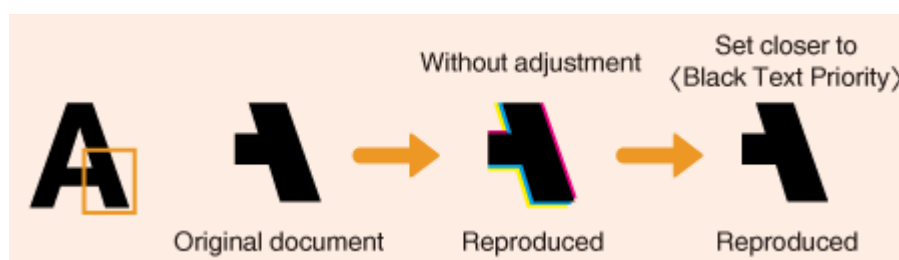 Without adjustment
Set closer to
〈Black Text Priority〉
A
Original document
Reproduced
Reproduced